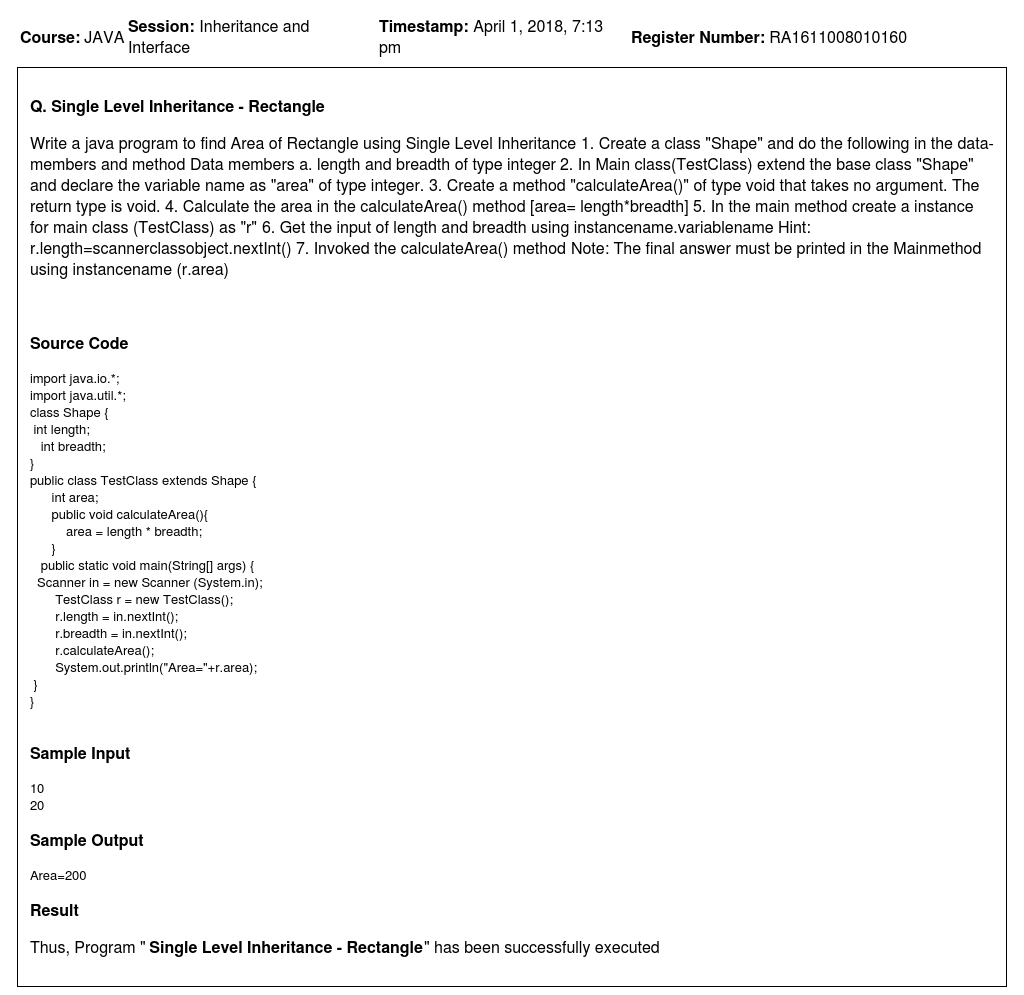 Course: JAVA Session: Inheritance and Interface Timestamp: April 1, 2018, 7:13 pm Register Number: RA1611008010160
Q. Single Level Inheritance - Rectangle
Write a java program to find Area of Rectangle using Single Level Inheritance 1. Create a class "Shape" and do the following in the data-
members and method Data members a. length and breadth of type integer 2. In Main class(TestClass) extend the base class "Shape"
and declare the variable name as "area" of type integer. 3. Create a method "calculateArea()" of type void that takes no argument. The
return type is void. 4. Calculate the area in the calculateArea() method [area= length*breadth] 5. In the main method create a instance
for main class (TestClass) as "r" 6. Get the input of length and breadth using instancename.variablename Hint:
r.length=scannerclassobject.nextInt() 7. Invoked the calculateArea() method Note: The final answer must be printed in the Mainmethod
using instancename (r.area)
Source Code
import java.io.*;
import java.util.*;
class Shape {
int length;
int breadth;
}
public class TestClass extends Shape {
int area;
public void calculateArea(){
area = length * breadth;
}
public static void main(String[] args) {
Scanner in = new Scanner (System.in);
TestClass r = new TestClass();
r.length = in.nextInt();
r.breadth = in.nextInt();
r.calculateArea();
System.out.println("Area="+r.area);
}
}
Sample Input
10
20
Sample Output
Area=200
Result
Thus, Program " Single Level Inheritance - Rectangle" has been successfully executed